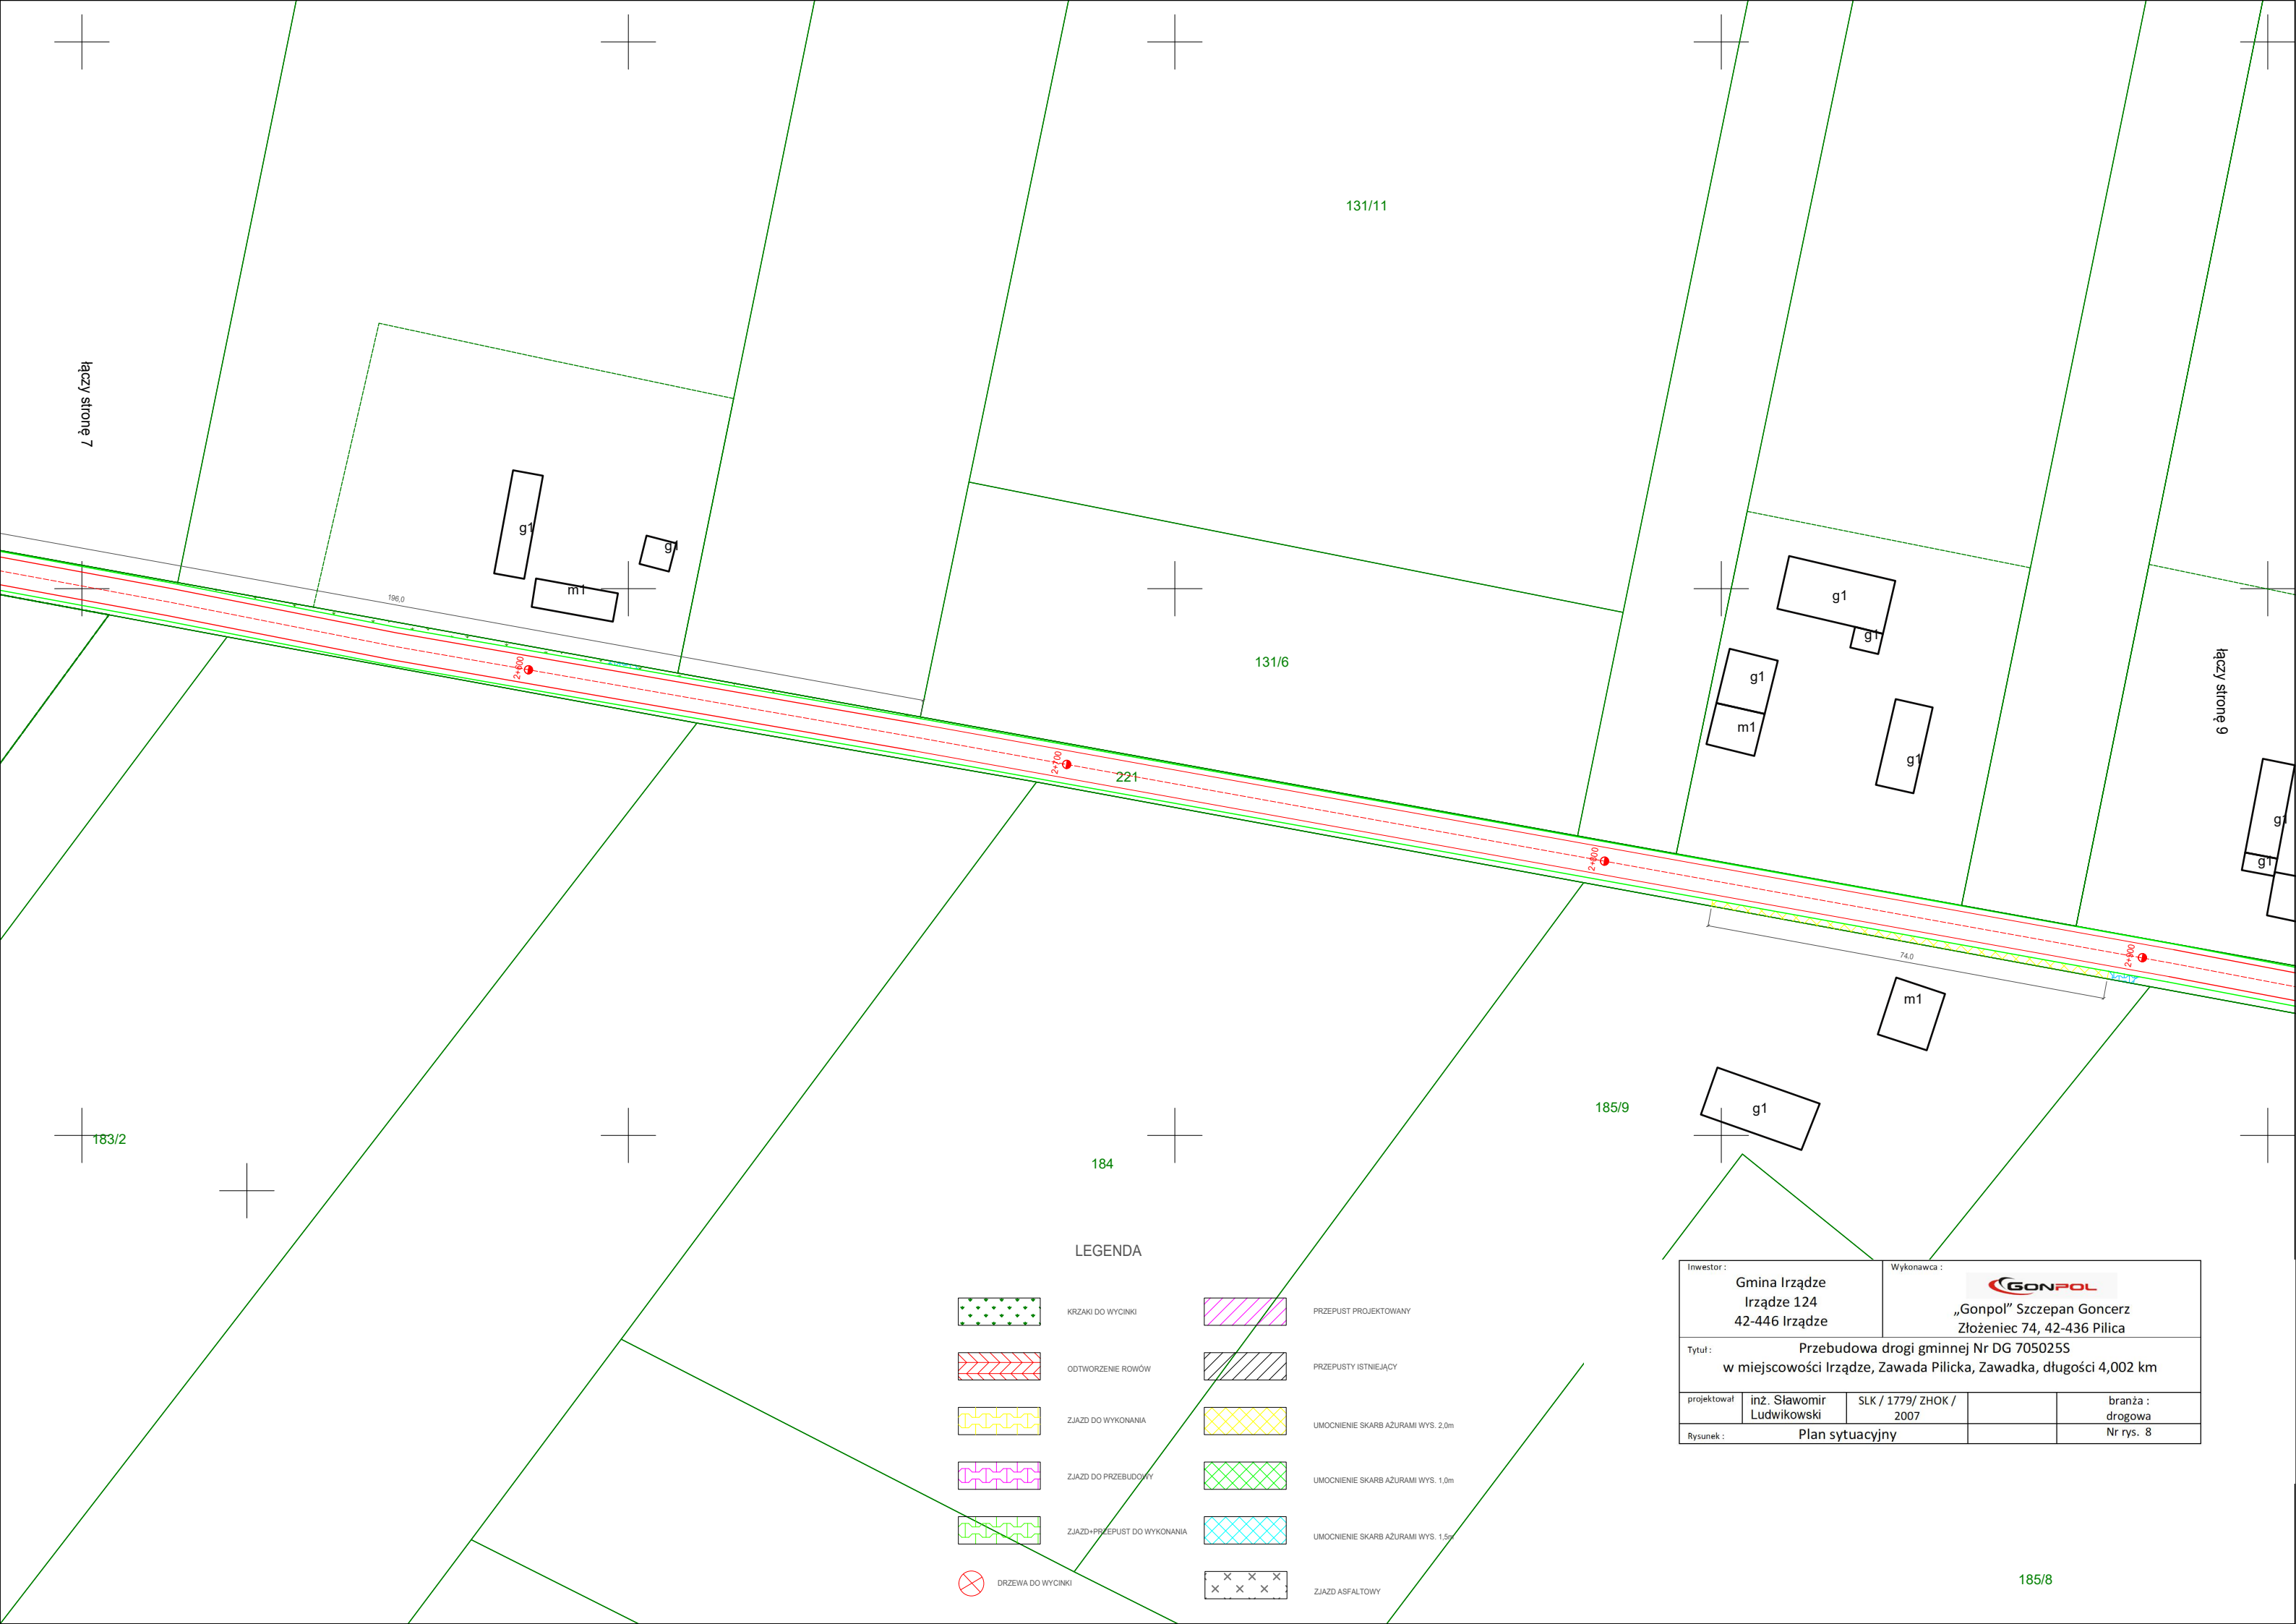 131/11
łączy stronę 7
g1
g1
m1
196,0
g1
g1
g1
m1
g1
łączy stronę 9
131/6
2+600
2+700
221
2+800
g1
g1
74,0
2+900
m1
185/9
g1
183/2
184
LEGENDA
KRZAKI DO WYCINKI
PRZEPUST PROJEKTOWANY
ODTWORZENIE ROWÓW
PRZEPUSTY ISTNIEJĄCY
ZJAZD DO WYKONANIA
UMOCNIENIE SKARB AŻURAMI WYS. 2,0m
ZJAZD DO PRZEBUDOWY
UMOCNIENIE SKARB AŻURAMI WYS. 1,0m
ZJAZD+PRZEPUST DO WYKONANIA
UMOCNIENIE SKARB AŻURAMI WYS. 1,5m
DRZEWA DO WYCINKI
ZJAZD ASFALTOWY
Inwestor :
Gmina Irządze
Irządze 124
42-446 Irządze
Wykonawca :
GONPOL
„Gonpol” Szczepan Goncerz
Złożeniec 74, 42-436 Pilica
Tytuł : Przebudowa drogi gminnej Nr DG 705025S
w miejscowości Irządze, Zawada Pilicka, Zawadka, długości 4,002 km
projektował
inż. Sławomir
Ludwikowski
SLK / 1779/ ZHOK /
2007
branża :
drogowa
Rysunek : Plan sytuacyjny
Nr rys. 8
185/8